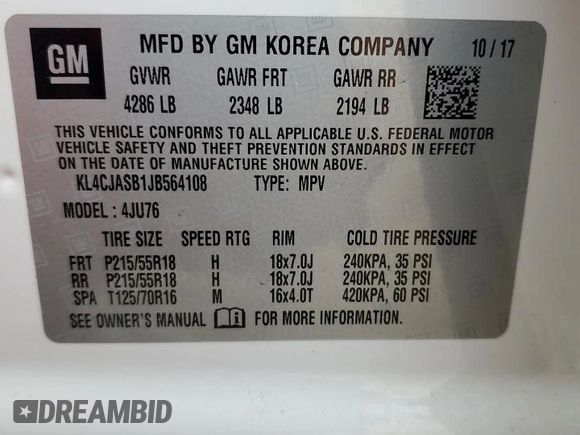 GM MFD BY GM KOREA COMPANY 10/17
GVWR GAWR FRT GAWR RR
4286 LB 2348 LB 2194 LB
THIS VEHICLE CONFORMS TO ALL APPLICABLE U.S. FEDERAL MOTOR
VEHICLE SAFETY AND THEFT PREVENTION STANDARDS IN EFFECT
ON THE DATE OF MANUFACTURE SHOWN ABOVE.
KL4CJASB1JB564108 TYPE: MPV
MODEL: 4JU76
TIRE SIZE SPEED RTG RIM COLD TIRE PRESSURE
FRT P215/55R18 H 18x7.0J 240KPA, 35 PSI
RR P215/55R18 H 18x7.0J 240KPA, 35 PSI
SPA T125/70R16 M 16x4.0T 420KPA, 60 PSI
SEE OWNER'S MANUAL FOR MORE INFORMATION.
DREAMBID